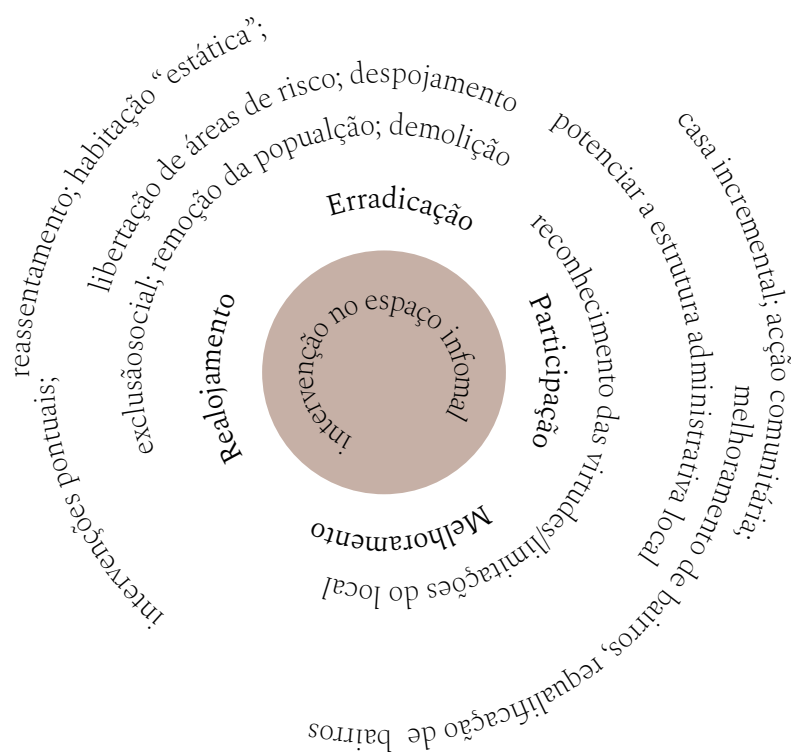 reassentamento; habitação “estática”;
libertação de áreas de risco; despojamento
exclusãosocial; remoção da popualção; demolição
Erradicação
potenciar a estrutura administrativa local
casa incremental; acção comunitária;
reconhecimento das virtudes/limitações do local
Participação
intervenção no espaço infomal
Realojamento
intervenções pontuais;
Melhoramento
melhoramento de bairros, requalificação de bairros